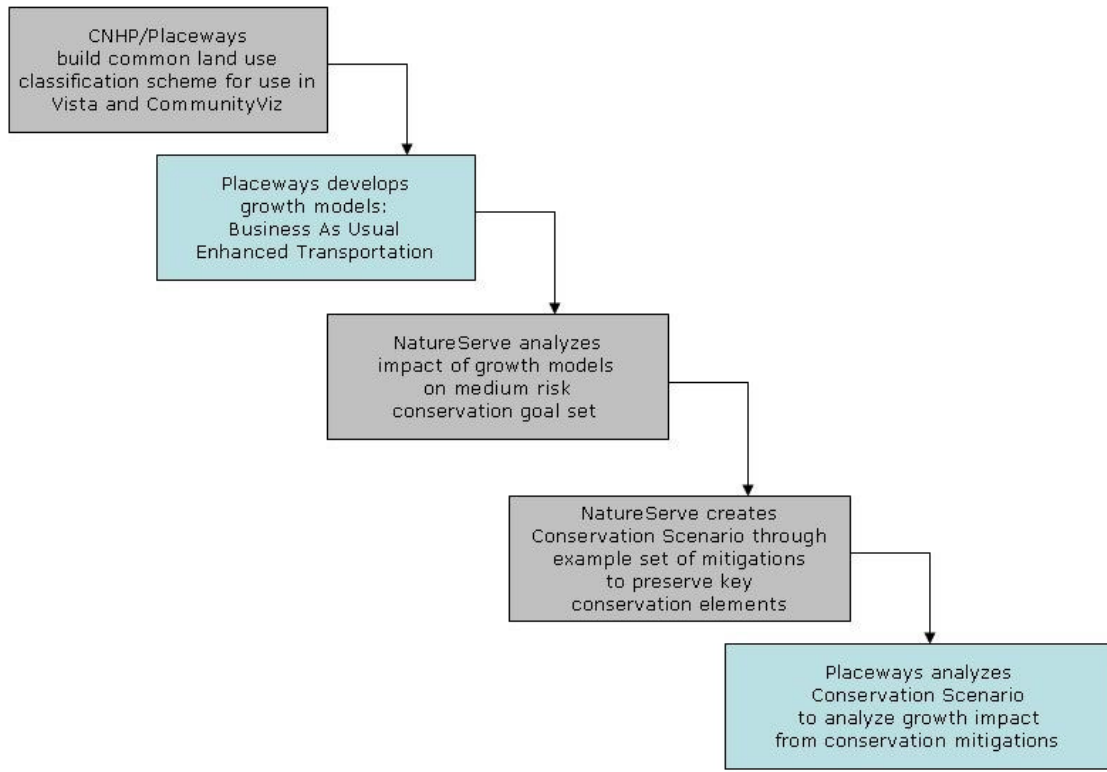 CNHP/Placeways
build common land use
classification scheme for use in
Vista and CommunityViz
Placeways develops
growth models:
Business As Usual
Enhanced Transportation
NatureServe analyzes
impact of growth models
on medium risk
conservation goal set
NatureServe creates
Conservation Scenario through
example set of mitigations
to preserve key
conservation elements
Placeways analyzes
Conservation Scenario
to analyze growth impact
from conservation mitigations